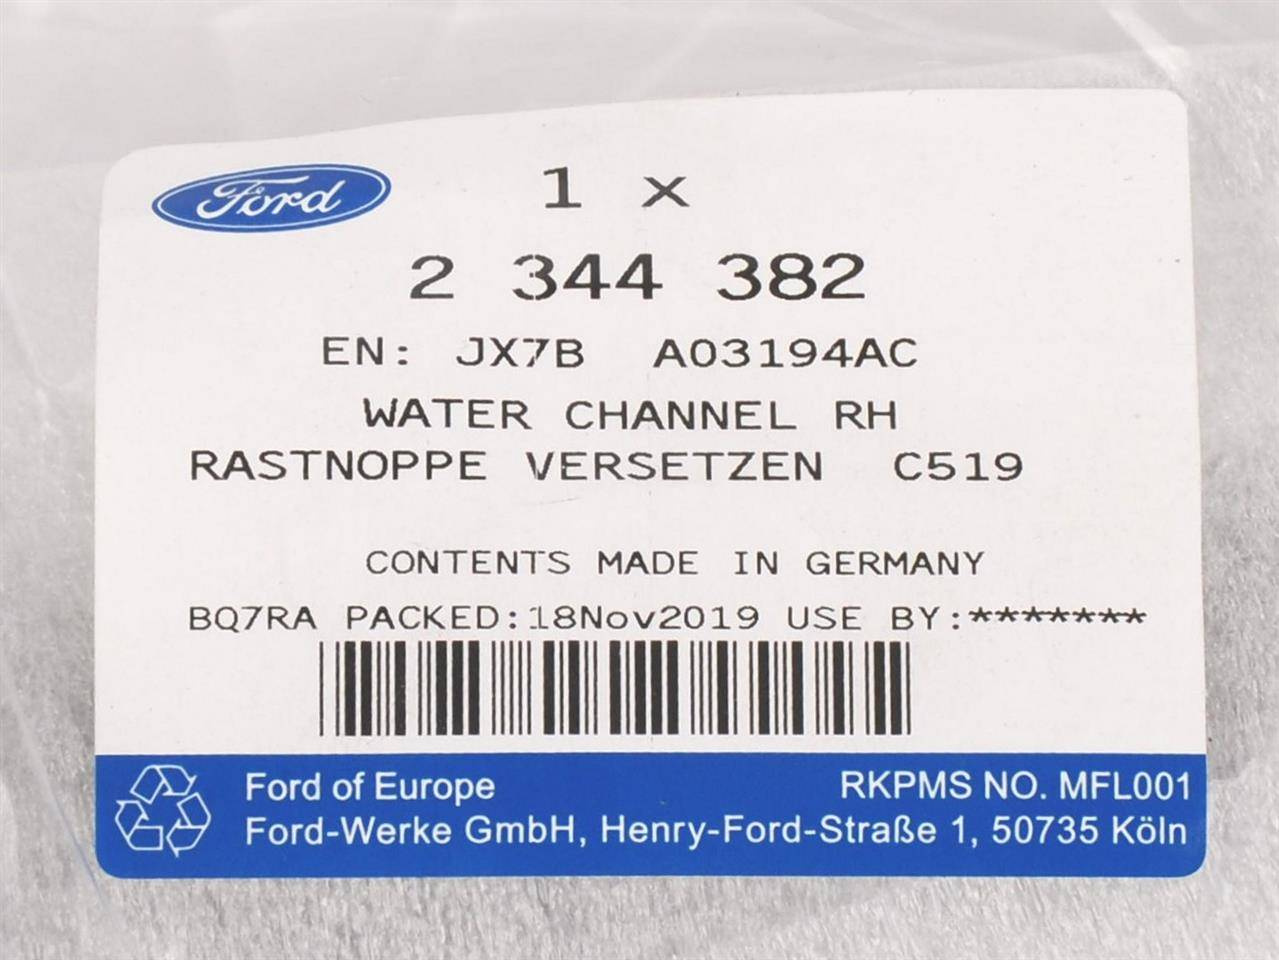 Ford
1 x
2 344 382
EN: JX7B A03194AC
WATER CHANNEL RH
RASTNOPPE VERSETZEN C519
CONTENTS MADE IN GERMANY
BQ7RA PACKED:18Nov2019 USE BY:*******
Ford of Europe RKPMS NO. MFL001
Ford-Werke GmbH, Henry-Ford-Straße 1, 50735 Köln